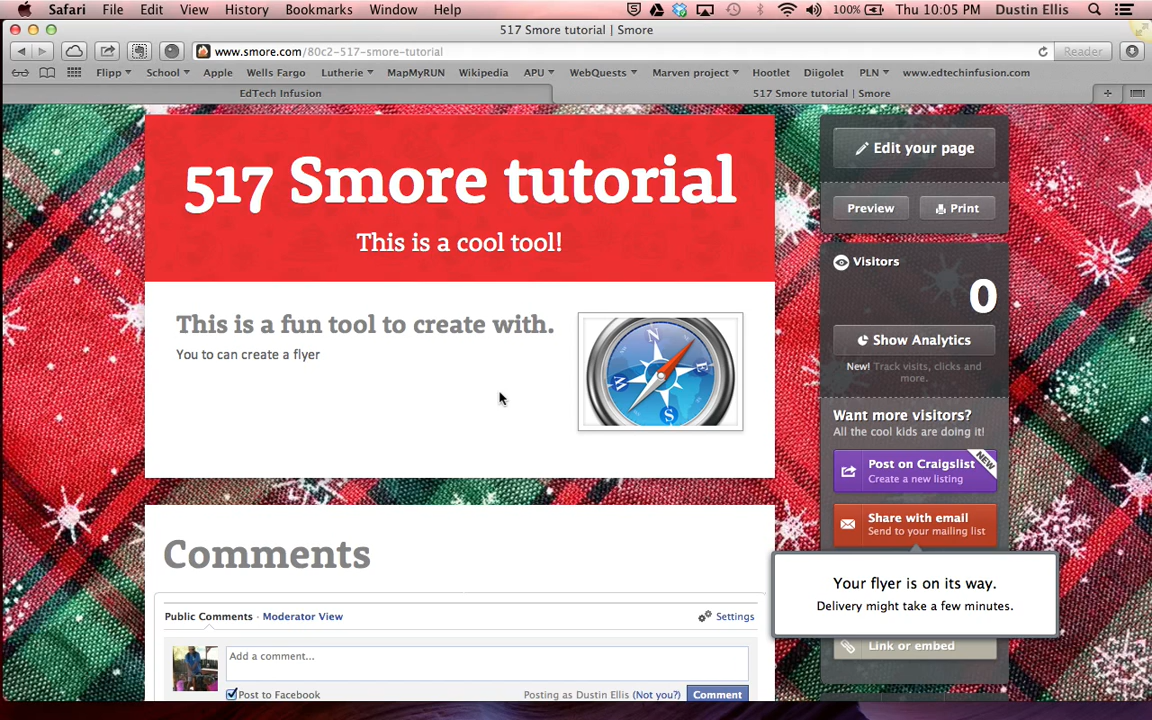 Safari File Edit View History Bookmarks Window Help 100% Thu 10:05 PM Dustin Ellis
517 Smore tutorial | Smore
www.smore.com/80c2-517-smore-tutorial Reader
Flipp School Apple Wells Fargo Lutherie MapMyRUN Wikipedia APU WebQuests Marven project Hootlet Diigolet PLN www.edtechinfusion.com
EdTech Infusion 517 Smore tutorial | Smore
517 Smore tutorial
This is a cool tool!
This is a fun tool to create with.
You to can create a flyer
N
E
W
S
Edit your page
Preview Print
Visitors
0
Show Analytics
New! Track visits, clicks and
more.
Want more visitors?
All the cool kids are doing it!
Post on Craigslist NEW
Create a new listing
Share with email
Send to your mailing list
Your flyer is on its way.
Delivery might take a few minutes.
Link or embed
Comments
Public Comments · Moderator View Settings
Add a comment...
Post to Facebook Posting as Dustin Ellis (Not you?) Comment